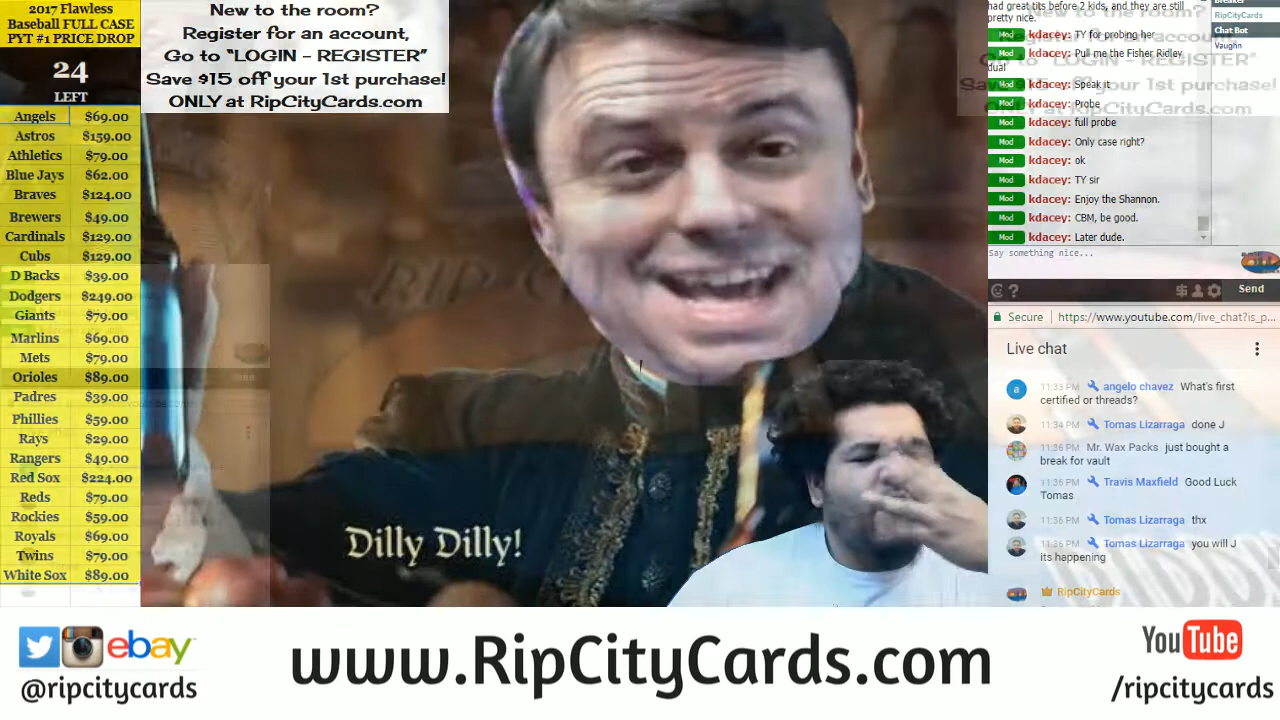 2017 Flawless
Baseball FULL CASE
PYT #1 PRICE DROP
24
LEFT
Angels $69.00
Astros $159.00
Athletics $79.00
Blue Jays $62.00
Braves $124.00
Brewers $49.00
Cardinals $129.00
Cubs $129.00
D Backs $39.00
Dodgers $249.00
Giants $79.00
Marlins $69.00
Mets $79.00
Orioles $89.00
Padres $39.00
Phillies $59.00
Rays $29.00
Rangers $49.00
Red Sox $224.00
Reds $79.00
Rockies $59.00
Royals $69.00
Twins $79.00
White Sox $89.00
New to the room?
Register for an account,
Go to “LOGIN - REGISTER”
Save $15 off your 1st purchase!
ONLY at RipCityCards.com
RIP C
Dilly Dilly!
had great tits before 2 kids, and they are still
pretty nice.
Mod kdacey: TY for probing her
Mod kdacey: Pull me the Fisher Ridley
dual
Mod kdacey: Speak it
Mod kdacey: Probe
Mod kdacey: full probe
Mod kdacey: Only case right?
Mod kdacey: ok
Mod kdacey: TY sir
Mod kdacey: Enjoy the Shannon.
Mod kdacey: CBM, be good.
Mod kdacey: Later dude.
Say something nice...
Send
RipCityCards
Chat Bot
Vaughn
Secure https://www.youtube.com/live_chat?is_p...
Live chat
a 11:33 PM angelo chavez What's first
certified or threads?
11:34 PM Tomas Lizarraga done J
11:36 PM Mr. Wax Packs just bought a
break for vault
11:36 PM Travis Maxfield Good Luck
Tomas
11:36 PM Tomas Lizarraga thx
11:36 PM Tomas Lizarraga you will J
its happening
RipCityCards
ebay
@ripcitycards
www.RipCityCards.com
YouTube
/ripcitycards